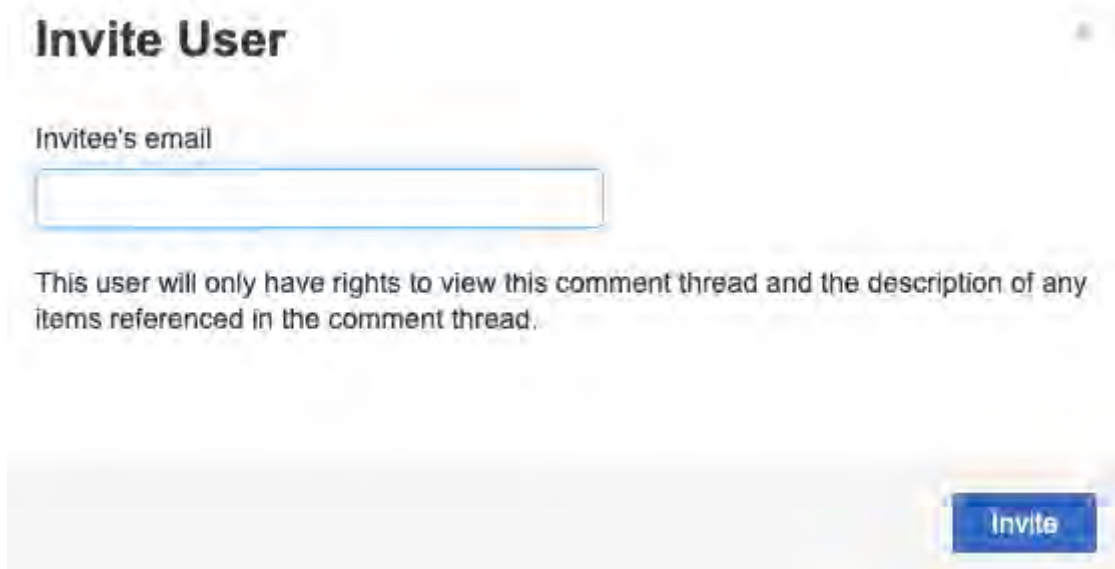 Invite User
Invitee's email
This user will only have rights to view this comment thread and the description of any
items referenced in the comment thread.
Invite